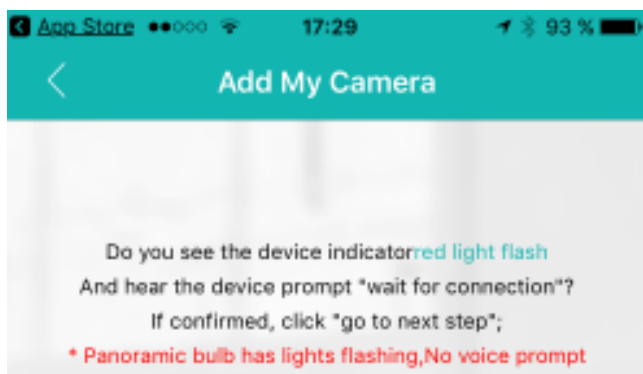 App Store 17:29 93 %
Add My Camera
Do you see the device indicatorred light flash
And hear the device prompt "wait for connection"?
If confirmed, click "go to next step";
* Panoramic bulb has lights flashing,No voice prompt